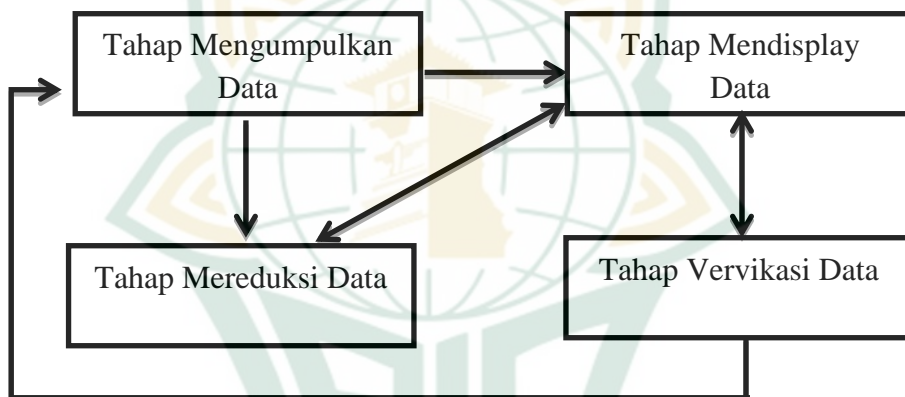 Tahap Mengumpulkan
Data
Tahap Mendisplay
Data
Tahap Mereduksi Data
Tahap Vervikasi Data